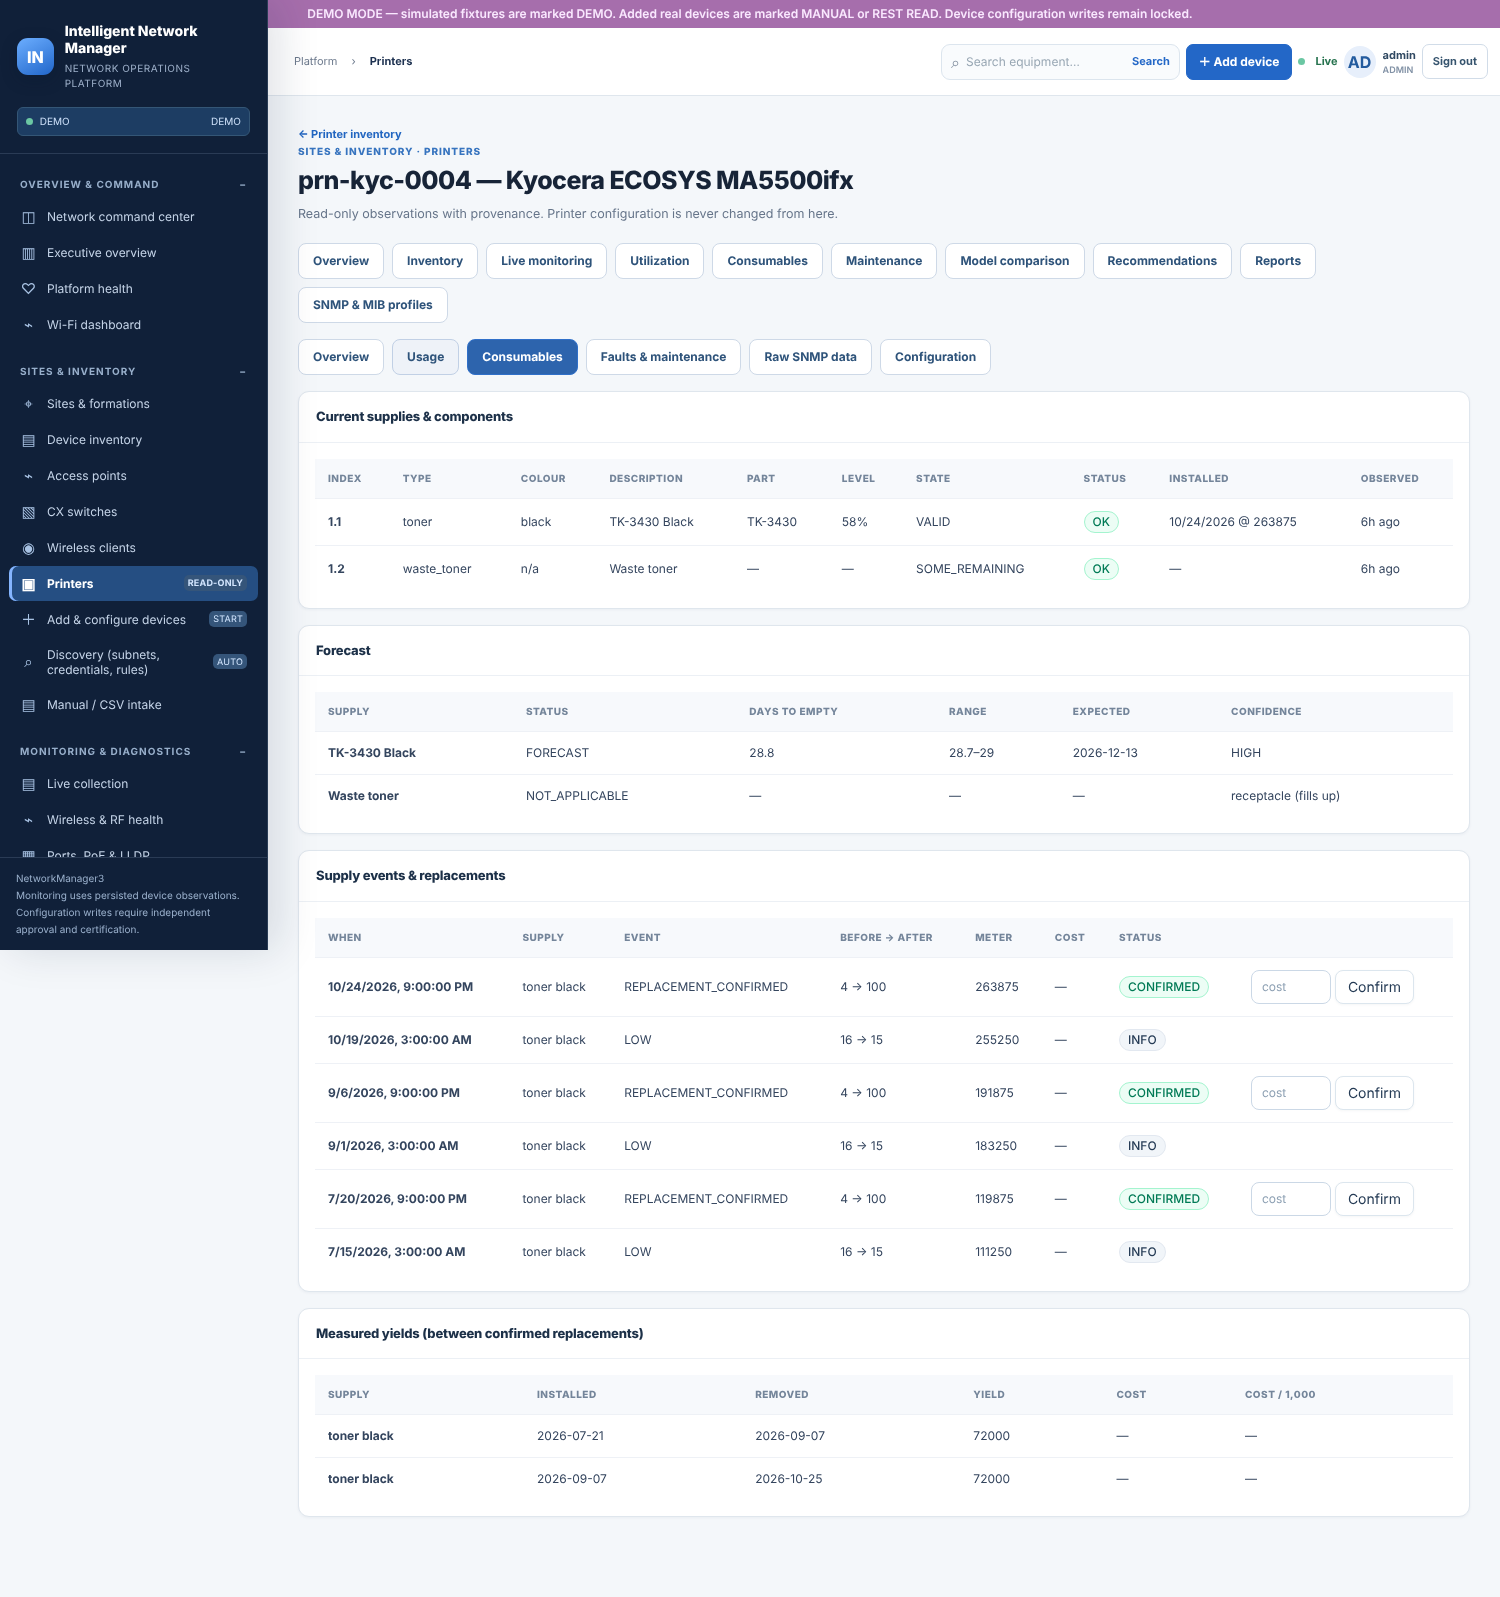 DEMO MODE — simulated fixtures are marked DEMO. Added real devices are marked MANUAL or REST READ. Device configuration writes remain locked.
IN
Intelligent Network
Manager
NETWORK OPERATIONS
PLATFORM
DEMO DEMO
OVERVIEW & COMMAND –
Network command center
Executive overview
Platform health
Wi-Fi dashboard
SITES & INVENTORY –
Sites & formations
Device inventory
Access points
CX switches
Wireless clients
Printers READ-ONLY
Add & configure devices START
Discovery (subnets,
credentials, rules) AUTO
Manual / CSV intake
MONITORING & DIAGNOSTICS –
Live collection
Wireless & RF health
Ports, PoE & LLDP
NetworkManager3
Monitoring uses persisted device observations.
Configuration writes require independent
approval and certification.
Platform › Printers
Search equipment... Search
+ Add device
Live
AD
admin
ADMIN
Sign out
← Printer inventory
SITES & INVENTORY · PRINTERS
prn-kyc-0004 — Kyocera ECOSYS MA5500ifx
Read-only observations with provenance. Printer configuration is never changed from here.
Overview Inventory Live monitoring Utilization Consumables Maintenance Model comparison Recommendations Reports
SNMP & MIB profiles
Overview Usage Consumables Faults & maintenance Raw SNMP data Configuration
Current supplies & components
INDEX TYPE COLOUR DESCRIPTION PART LEVEL STATE STATUS INSTALLED OBSERVED
1.1 toner black TK-3430 Black TK-3430 58% VALID OK 10/24/2026 @ 263875 6h ago
1.2 waste_toner n/a Waste toner — — SOME_REMAINING OK — 6h ago
Forecast
SUPPLY STATUS DAYS TO EMPTY RANGE EXPECTED CONFIDENCE
TK-3430 Black FORECAST 28.8 28.7–29 2026-12-13 HIGH
Waste toner NOT_APPLICABLE — — — receptacle (fills up)
Supply events & replacements
WHEN SUPPLY EVENT BEFORE → AFTER METER COST STATUS
10/24/2026, 9:00:00 PM toner black REPLACEMENT_CONFIRMED 4 → 100 263875 — CONFIRMED cost Confirm
10/19/2026, 3:00:00 AM toner black LOW 16 → 15 255250 — INFO
9/6/2026, 9:00:00 PM toner black REPLACEMENT_CONFIRMED 4 → 100 191875 — CONFIRMED cost Confirm
9/1/2026, 3:00:00 AM toner black LOW 16 → 15 183250 — INFO
7/20/2026, 9:00:00 PM toner black REPLACEMENT_CONFIRMED 4 → 100 119875 — CONFIRMED cost Confirm
7/15/2026, 3:00:00 AM toner black LOW 16 → 15 111250 — INFO
Measured yields (between confirmed replacements)
SUPPLY INSTALLED REMOVED YIELD COST COST / 1,000
toner black 2026-07-21 2026-09-07 72000 — —
toner black 2026-09-07 2026-10-25 72000 — —